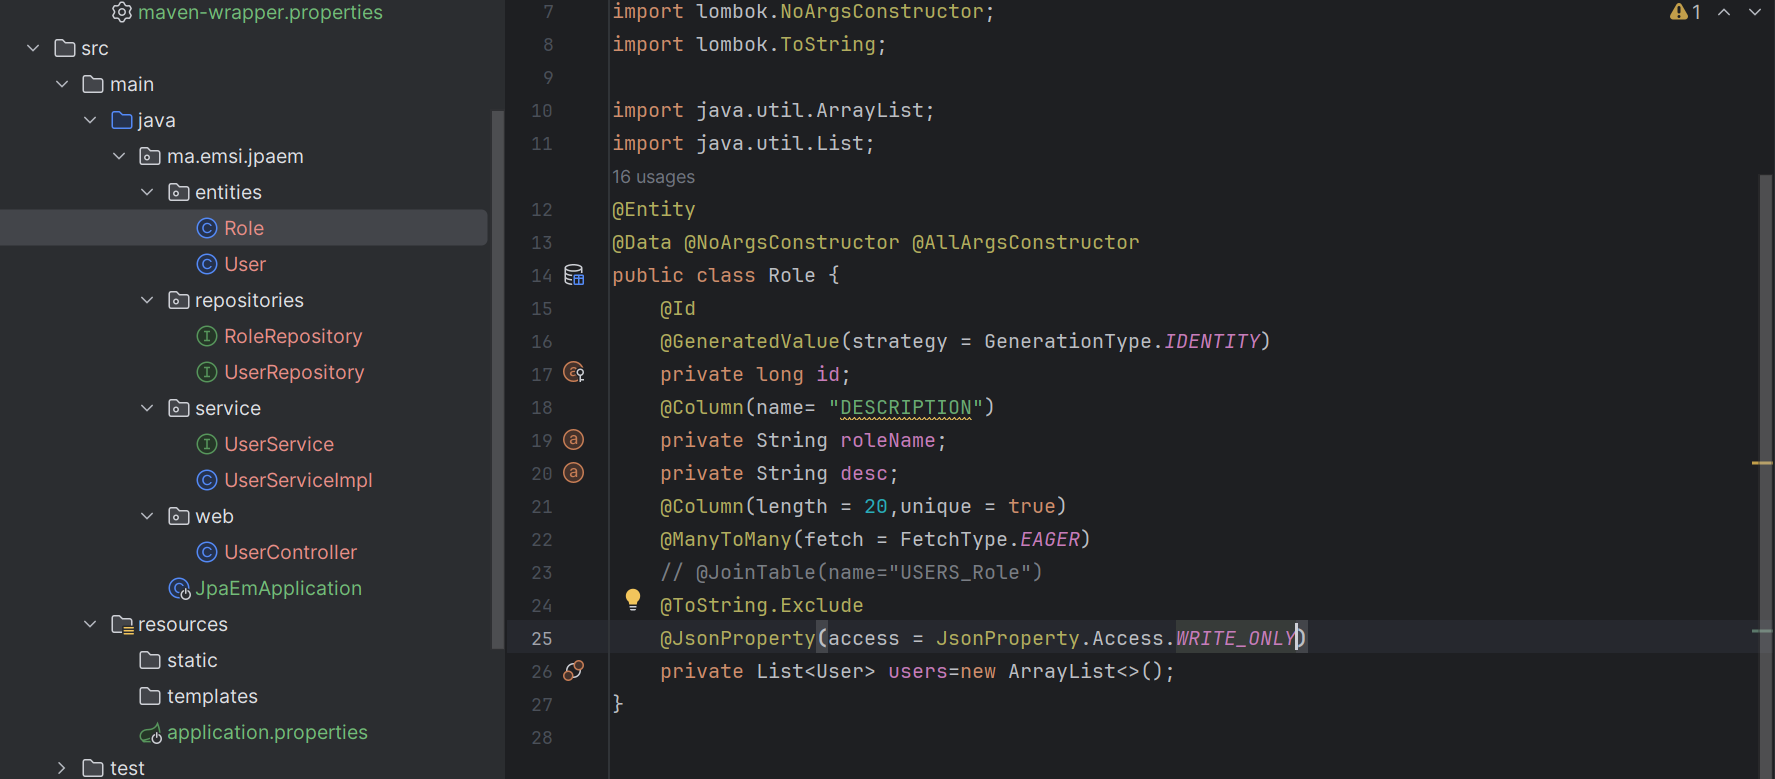 maven-wrapper.properties
src
main
java
ma.emsi.jpaem
entities
Role
User
repositories
RoleRepository
UserRepository
service
UserService
UserServiceImpl
web
UserController
JpaEmApplication
resources
static
templates
application.properties
test
7 import lombok.NoArgsConstructor;
8 import lombok.ToString;
9
10 import java.util.ArrayList;
11 import java.util.List;
16 usages
12 @Entity
13 @Data @NoArgsConstructor @AllArgsConstructor
14 public class Role {
15 @Id
16 @GeneratedValue(strategy = GenerationType.IDENTITY)
17 private long id;
18 @Column(name= "DESCRIPTION")
19 private String roleName;
20 private String desc;
21 @Column(length = 20,unique = true)
22 @ManyToMany(fetch = FetchType.EAGER)
23 // @JoinTable(name="USERS_Role")
24 @ToString.Exclude
25 @JsonProperty(access = JsonProperty.Access.WRITE_ONLY)
26 private List<User> users=new ArrayList<>();
27 }
28
1